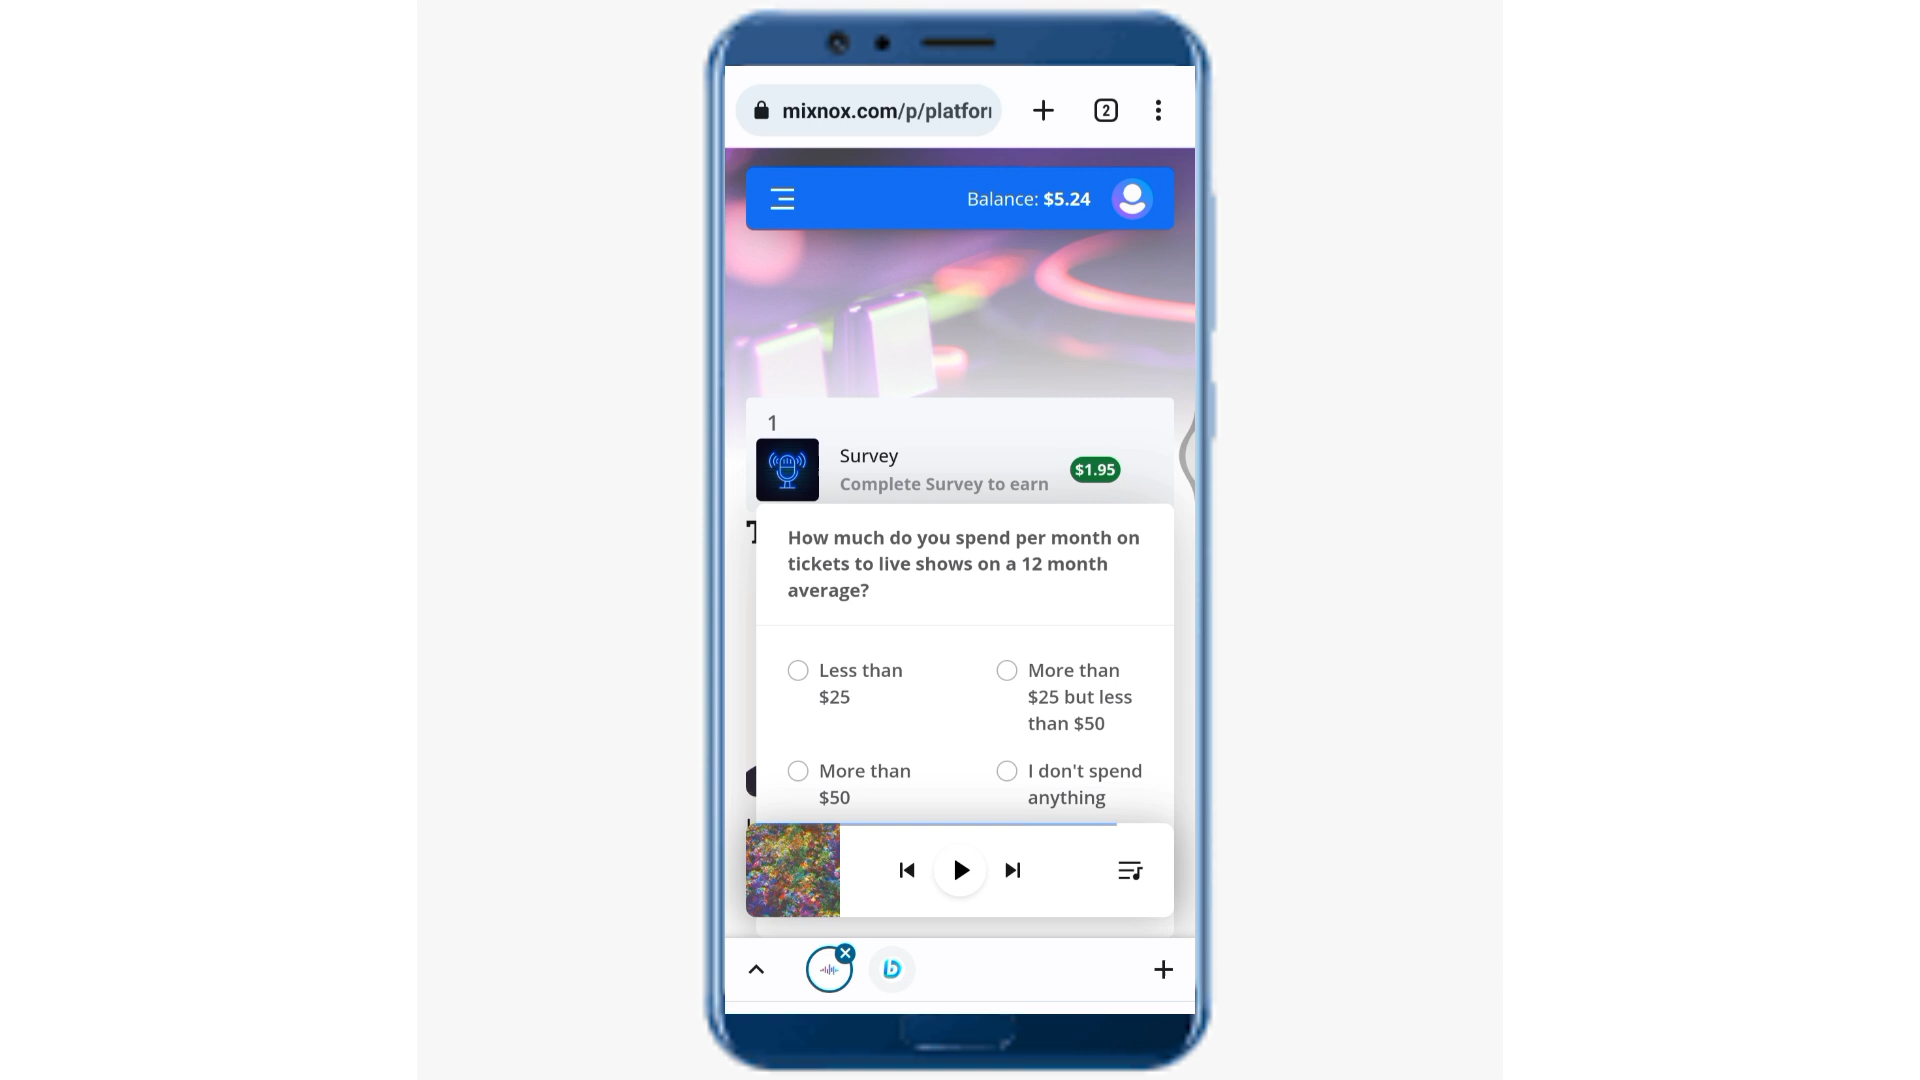 mixnox.com/p/platfor
2
Balance: $5.24
1
Survey
Complete Survey to earn
$1.95
How much do you spend per month on
tickets to live shows on a 12 month
average?
Less than
$25
More than
$25 but less
than $50
More than
$50
I don't spend
anything